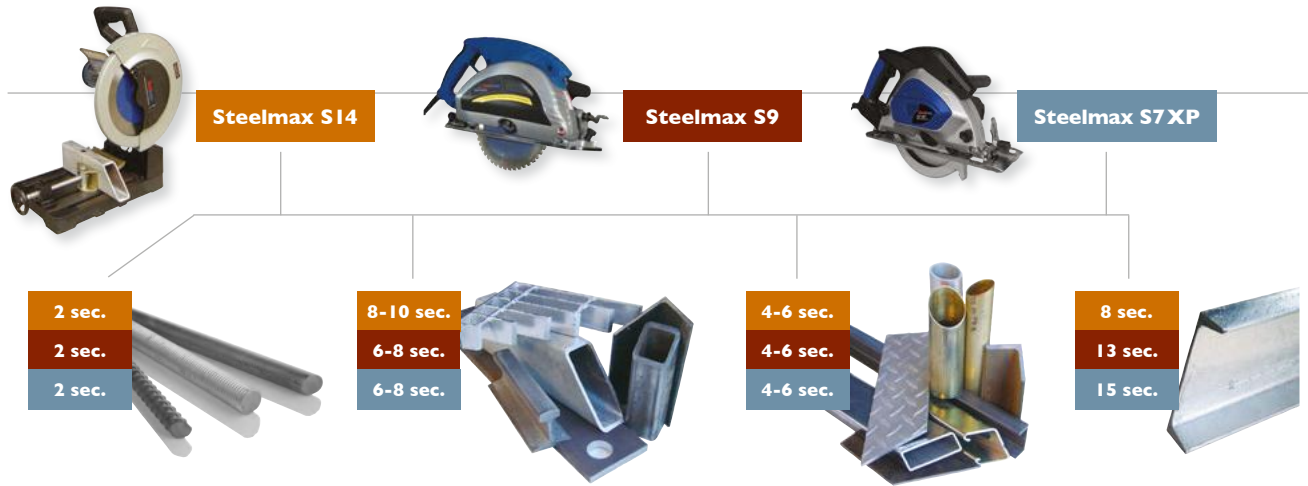 Steelmax S14
Steelmax S9
Steelmax S7XP
2 sec.
2 sec.
2 sec.
8-10 sec.
6-8 sec.
6-8 sec.
4-6 sec.
4-6 sec.
4-6 sec.
8 sec.
13 sec.
15 sec.